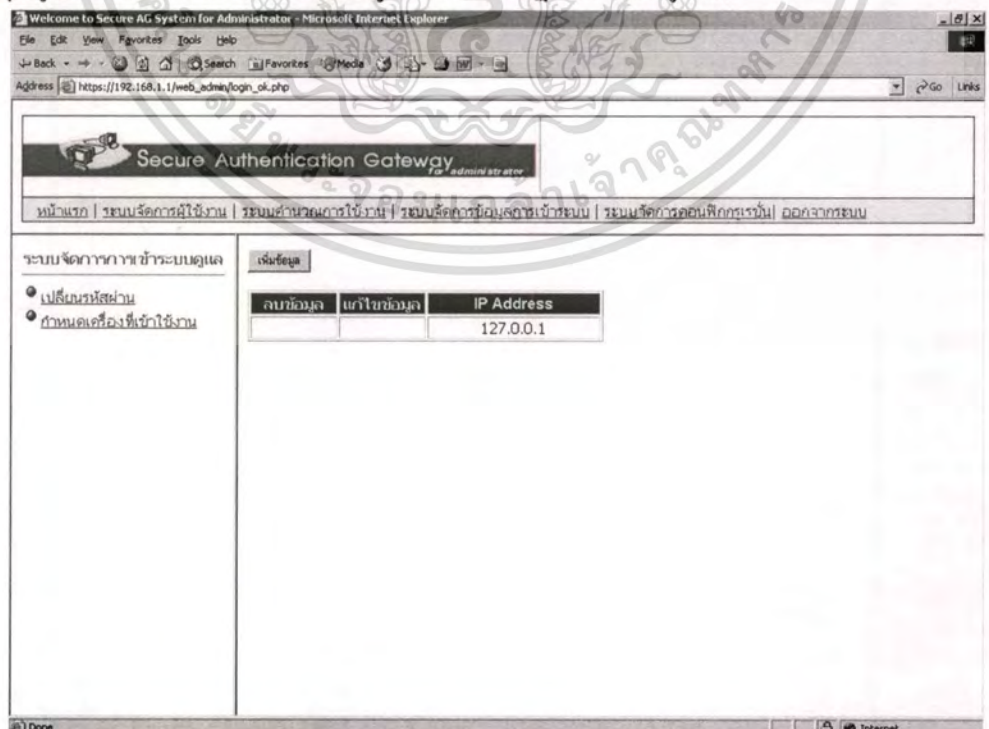 Welcome to Secure AG System for Administrator - Microsoft Internet Explorer
File Edit View Favorites Tools Help
Back Search Favorites Media
Address https://192.168.1.1/web_admin/login_ok.php Go Links
Secure Authentication Gateway
for administrator
หน้าแรก | ระบบจัดการผู้ใช้งาน | ระบบคำนวณการใช้งาน | ระบบจัดการข้อมูลการเข้าระบบ | ระบบจัดการคอนฟิกกูเรชั่น| ออกจากระบบ
ระบบจัดการการเข้าระบบดูแล
เปลี่ยนรหัสผ่าน
กำหนดเครื่องที่เข้าใช้งาน
เพิ่มข้อมูล
ลบข้อมูล แก้ไขข้อมูล IP Address
127.0.0.1
Done Internet